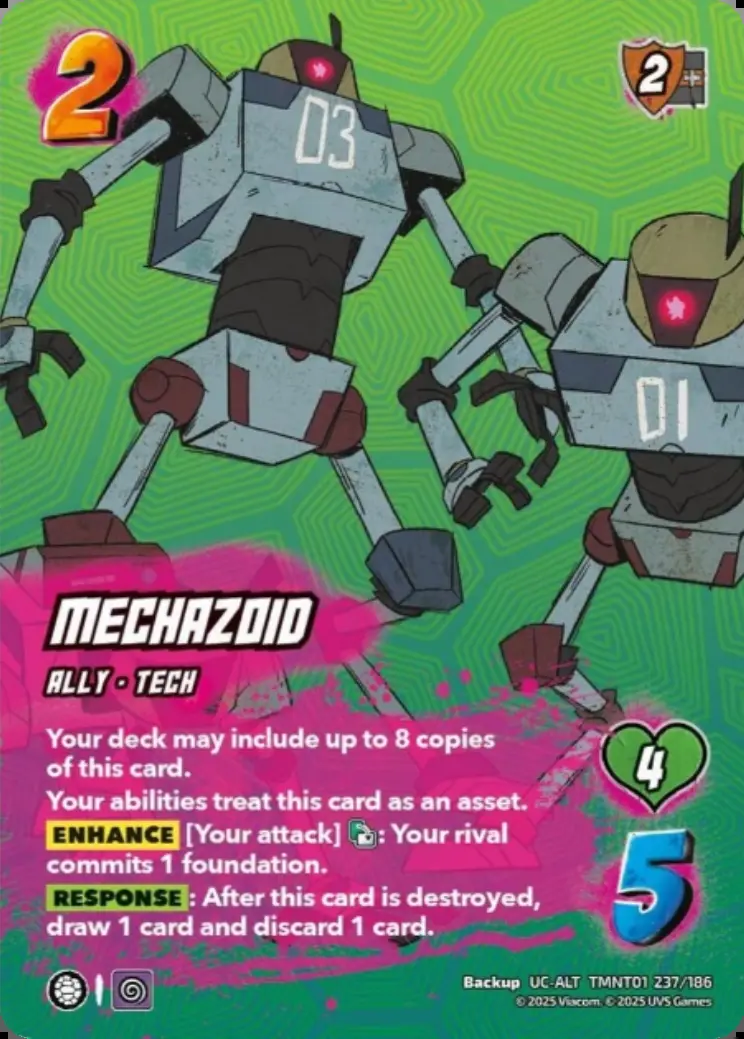 2
2
03
01
MECHAZOID
ALLY • TECH
Your deck may include up to 8 copies
of this card.
Your abilities treat this card as an asset.
ENHANCE [Your attack] : Your rival
commits 1 foundation.
RESPONSE : After this card is destroyed,
draw 1 card and discard 1 card.
4
5
Backup UC-ALT TMNT01 237/186
© 2025 Viacom. © 2025 UVS Games